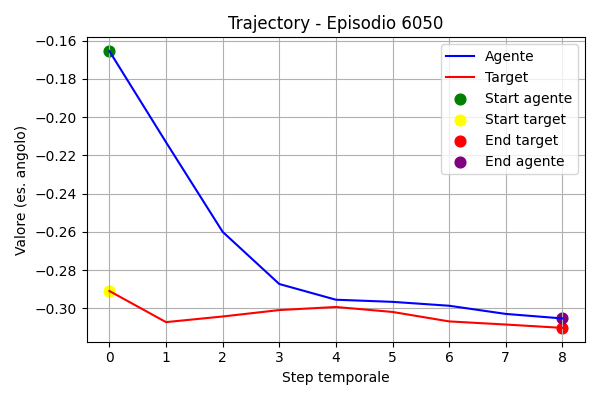 Trajectory - Episodio 6050
Valore (es. angolo)
−0.16
−0.18
−0.20
−0.22
−0.24
−0.26
−0.28
−0.30
Agente
Target
Start agente
Start target
End target
End agente
0 1 2 3 4 5 6 7 8
Step temporale